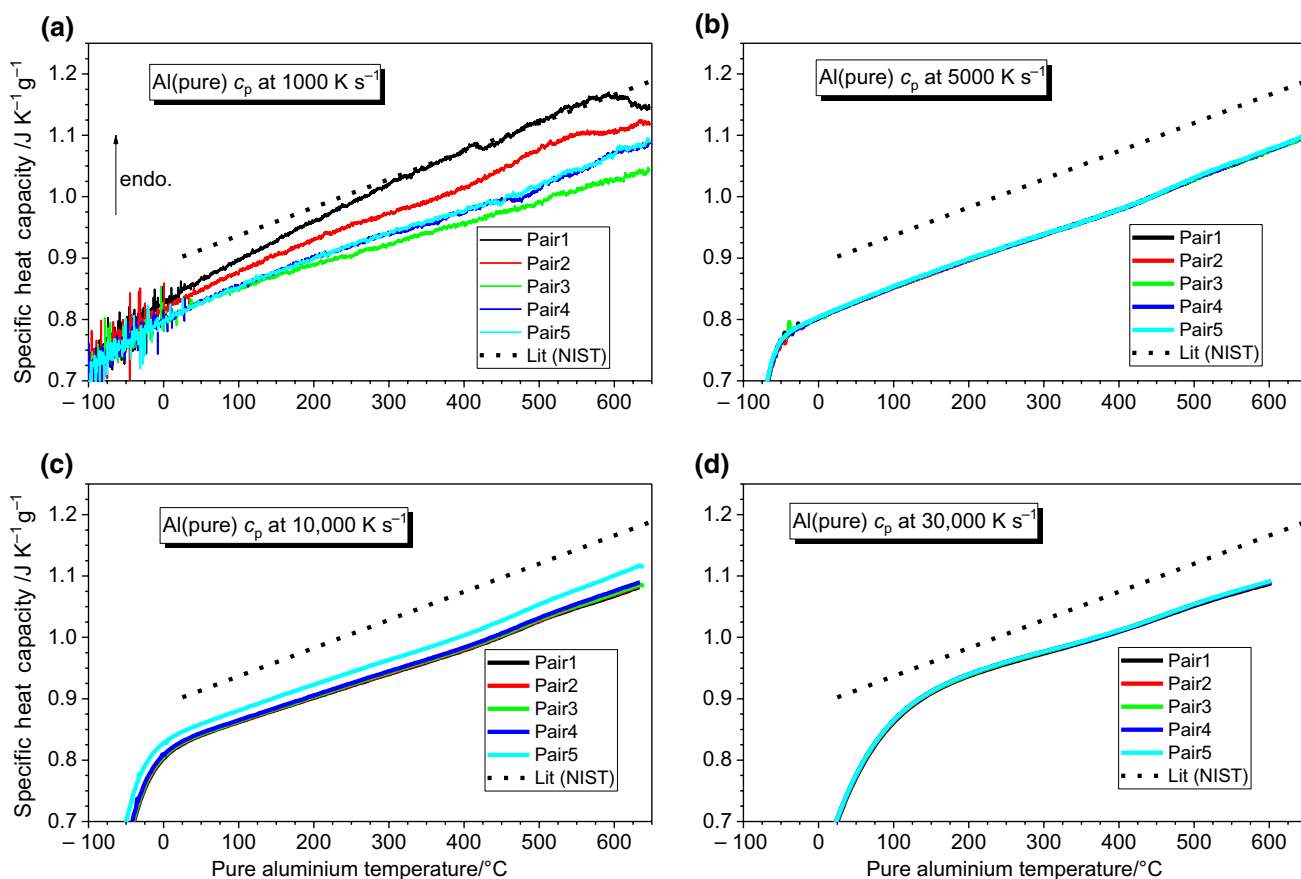 (a)
Al(pure) cp at 1000 K s⁻¹
endo.
Specific heat capacity /J K⁻¹ g⁻¹
1.2
1.1
1.0
0.9
0.8
0.7
Pair1
Pair2
Pair3
Pair4
Pair5
Lit (NIST)
– 100 0 100 200 300 400 500 600
(b)
Al(pure) cp at 5000 K s⁻¹
1.2
1.1
1.0
0.9
0.8
0.7
Pair1
Pair2
Pair3
Pair4
Pair5
Lit (NIST)
– 100 0 100 200 300 400 500 600
(c)
Al(pure) cp at 10,000 K s⁻¹
Specific heat capacity /J K⁻¹ g⁻¹
1.2
1.1
1.0
0.9
0.8
0.7
Pair1
Pair2
Pair3
Pair4
Pair5
Lit (NIST)
– 100 0 100 200 300 400 500 600
Pure aluminium temperature/°C
(d)
Al(pure) cp at 30,000 K s⁻¹
1.2
1.1
1.0
0.9
0.8
0.7
Pair1
Pair2
Pair3
Pair4
Pair5
Lit (NIST)
– 100 0 100 200 300 400 500 600
Pure aluminium temperature/°C